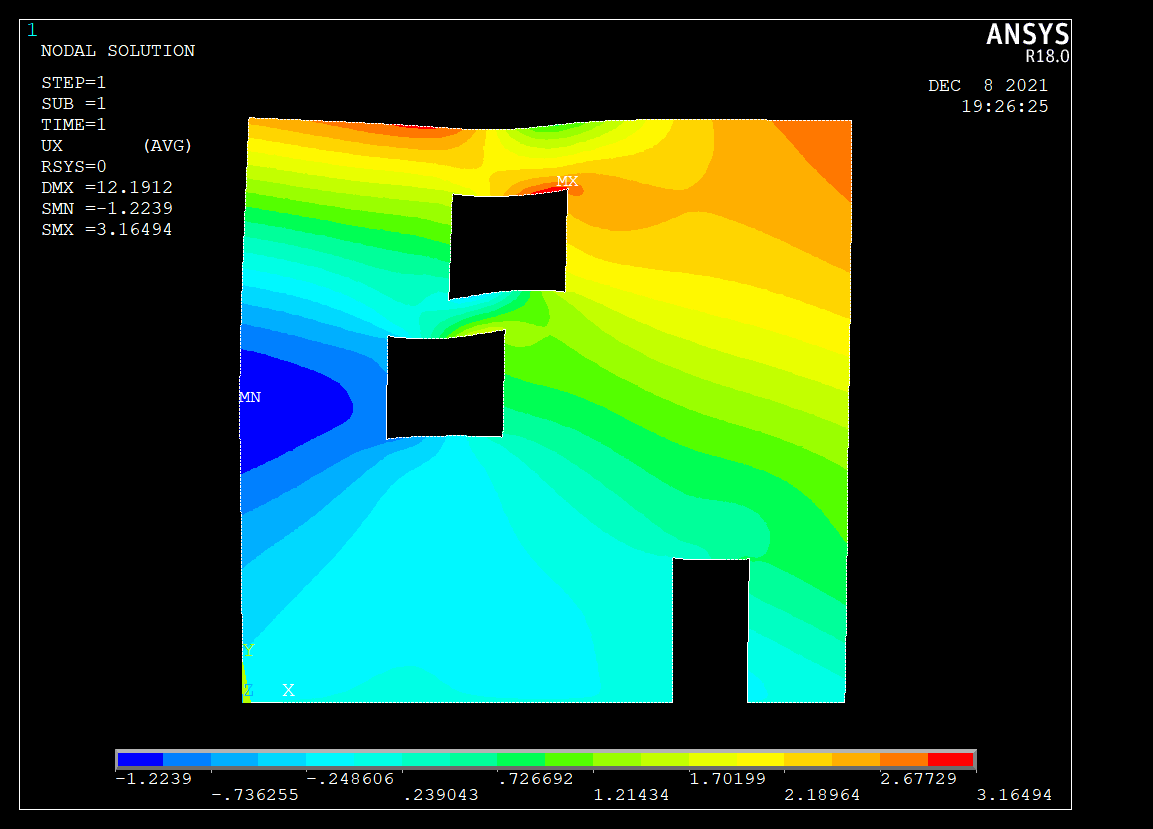 1
NODAL SOLUTION
STEP=1
SUB =1
TIME=1
UX (AVG)
RSYS=0
DMX =12.1912
SMN =-1.2239
SMX =3.16494
ANSYS
R18.0
DEC 8 2021
19:26:25
MX
MN
Y
Z X
-1.2239 -.248606 .726692 1.70199 2.67729
-.736255 .239043 1.21434 2.18964 3.16494